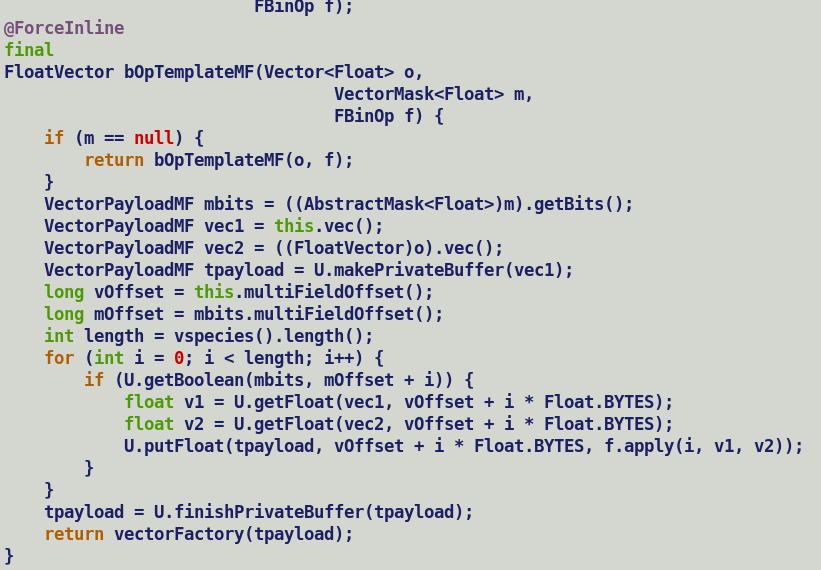 FBinOp f);
@ForceInline
final
FloatVector bOpTemplateMF(Vector<Float> o,
                                 VectorMask<Float> m,
                                 FBinOp f) {
    if (m == null) {
        return bOpTemplateMF(o, f);
    }
    VectorPayloadMF mbits = ((AbstractMask<Float>)m).getBits();
    VectorPayloadMF vec1 = this.vec();
    VectorPayloadMF vec2 = ((FloatVector)o).vec();
    VectorPayloadMF tpayload = U.makePrivateBuffer(vec1);
    long vOffset = this.multiFieldOffset();
    long mOffset = mbits.multiFieldOffset();
    int length = vspecies().length();
    for (int i = 0; i < length; i++) {
        if (U.getBoolean(mbits, mOffset + i)) {
            float v1 = U.getFloat(vec1, vOffset + i * Float.BYTES);
            float v2 = U.getFloat(vec2, vOffset + i * Float.BYTES);
            U.putFloat(tpayload, vOffset + i * Float.BYTES, f.apply(i, v1, v2));
        }
    }
    tpayload = U.finishPrivateBuffer(tpayload);
    return vectorFactory(tpayload);
}